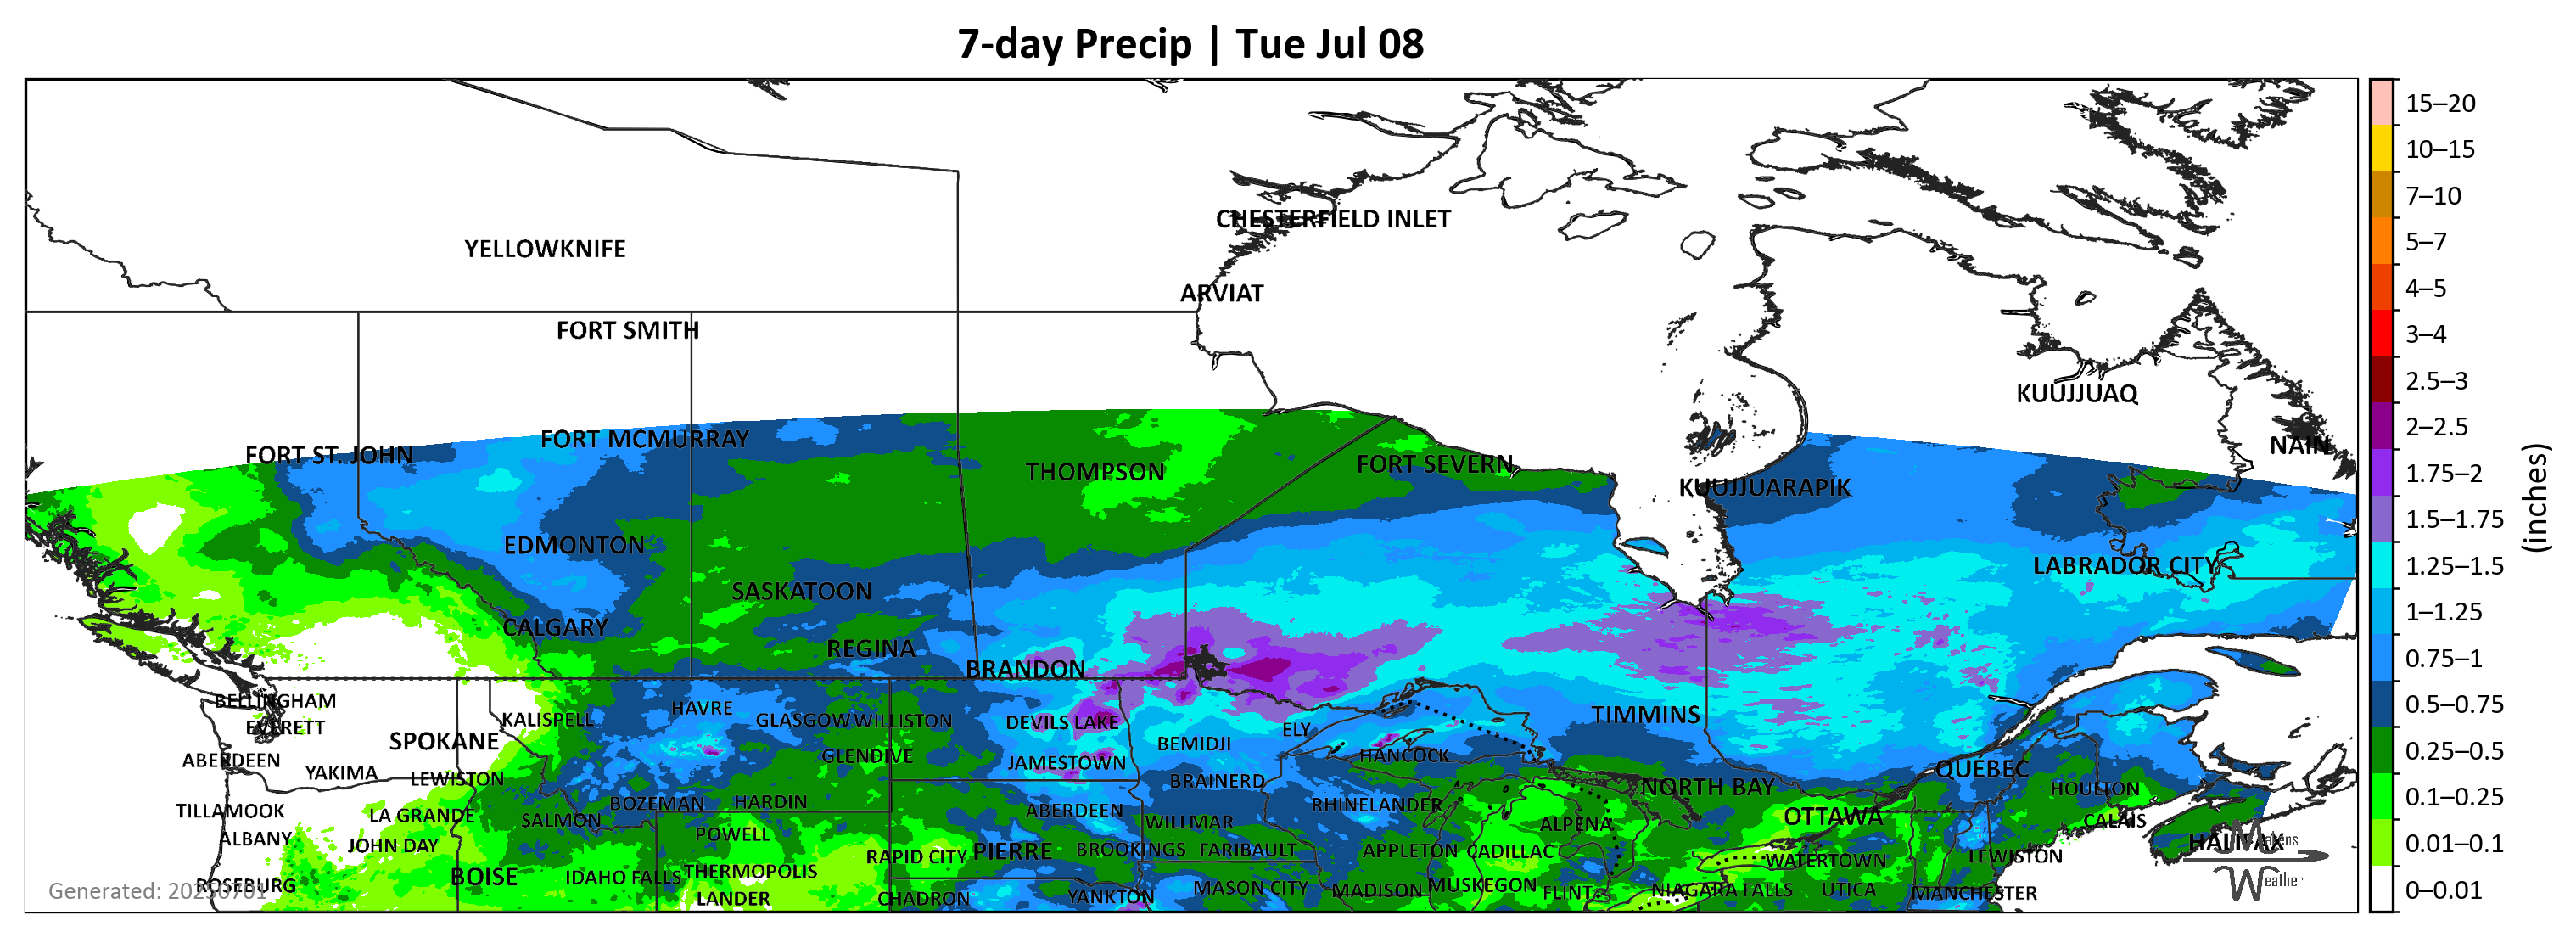 7-day Precip | Tue Jul 08
15–20
10–15
7–10
5–7
4–5
3–4
2.5–3
2–2.5
1.75–2
1.5–1.75
1.25–1.5
1–1.25
0.75–1
0.5–0.75
0.25–0.5
0.1–0.25
0.01–0.1
0–0.01
(inches)
CHESTERFIELD INLET
YELLOWKNIFE
ARVIAT
FORT SMITH
KUUJJUAQ
FORT MCMURRAY
NAIN
FORT ST. JOHN
FORT SEVERN
THOMPSON
KUUJJUARAPIK
EDMONTON
LABRADOR CITY
SASKATOON
CALGARY
REGINA
BRANDON
BELLINGHAM
HAVRE
TIMMINS
KALISPELL
GLASGOW
WILLISTON
DEVILS LAKE
EVERETT
ELY
SPOKANE
BEMIDJI
GLENDIVE
HANCOCK
ABERDEEN
JAMESTOWN
QUÉBEC
YAKIMA
LEWISTON
BRAINERD
NORTH BAY
HOULTON
BOZEMAN
HARDIN
RHINELANDER
TILLAMOOK
ABERDEEN
LA GRANDE
OTTAWA
SALMON
WILLMAR
CALAIS
ALPENA
POWELL
ALBANY
HALIFAX
JOHN DAY
PIERRE
BROOKINGS
FARIBAULT
APPLETON
CADILLAC
RAPID CITY
LEWISTON
WATERTOWN
THERMOPOLIS
BOISE
IDAHO FALLS
ROSEBURG
MASON CITY
MADISON
MUSKEGON
FLINT
NIAGARA FALLS
UTICA
MANCHESTER
LANDER
CHADRON
YANKTON
Weather